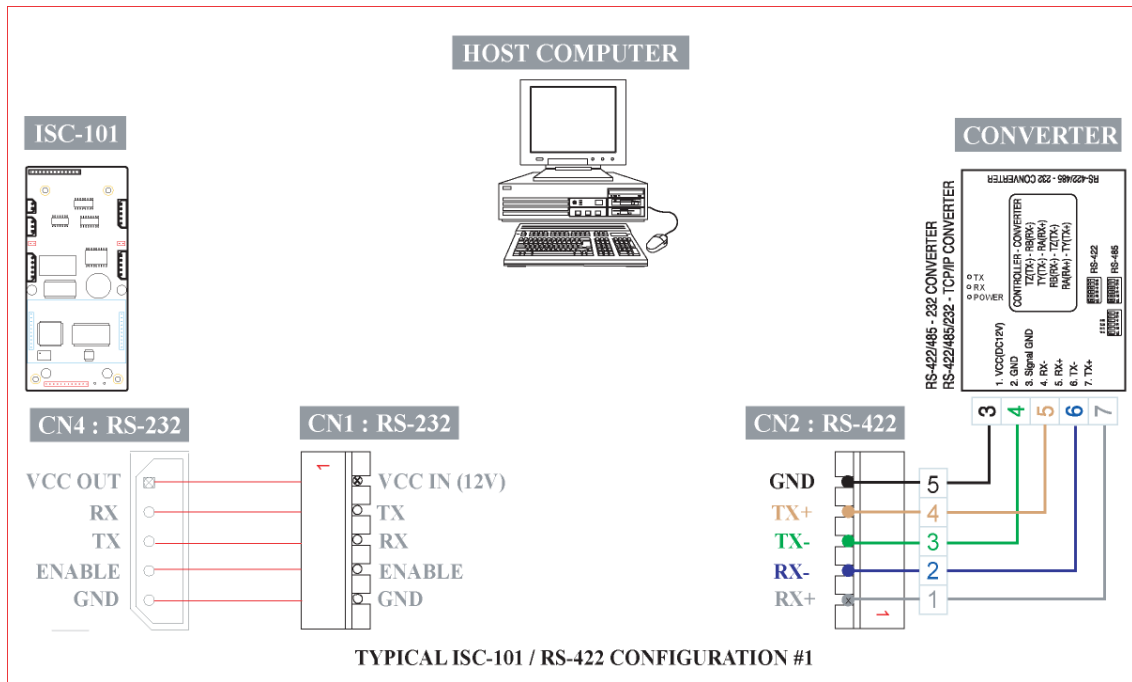 HOST COMPUTER
ISC-101
CONVERTER
RS-422/485 - 232 CONVERTER
RS-422/485 - 232 CONVERTER
RS-422/485/232 - TCP/IP CONVERTER
TX
RX
POWER
CONTROLLER - CONVERTER
TZ(TX-) - RB(RX-)
TY(TX-) - RA(RX+)
RB(RX-) - TZ(TX-)
RA(RA+) - TY(TX+)
RS-422
RS-485
1. VCC(DC12V)
2. GND
3. Signal GND
4. RX-
5. RX+
6. TX-
7. TX+
3 4 5 6 7
CN4 : RS-232
CN1 : RS-232
CN2 : RS-422
VCC OUT
RX
TX
ENABLE
GND
1
VCC IN (12V)
TX
RX
ENABLE
GND
GND 5
TX+ 4
TX- 3
RX- 2
RX+ 1
1
TYPICAL ISC-101 / RS-422 CONFIGURATION #1